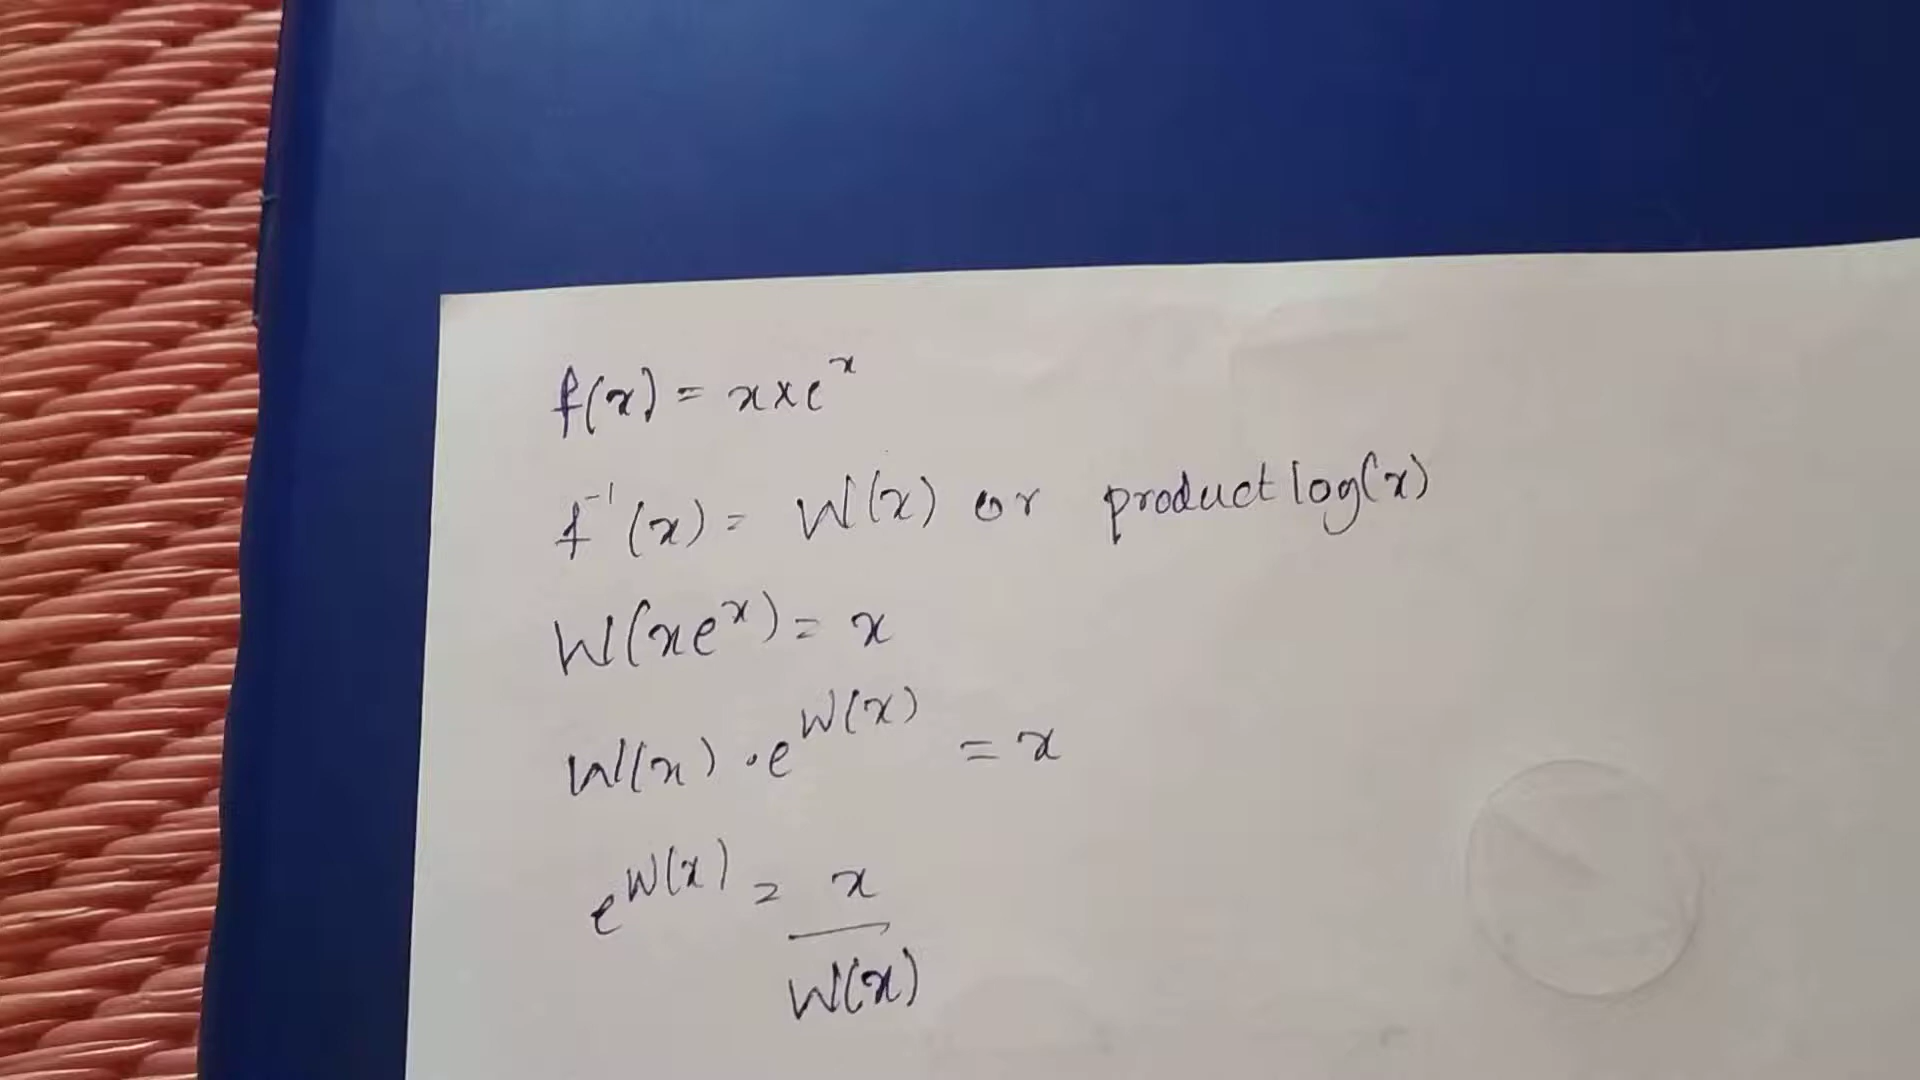 f(x) = x×e^x
f^-1(x) = W(x) or productlog(x)
W(xe^x) = x
W(x) · e^W(x) = x
e^W(x) = x / W(x)